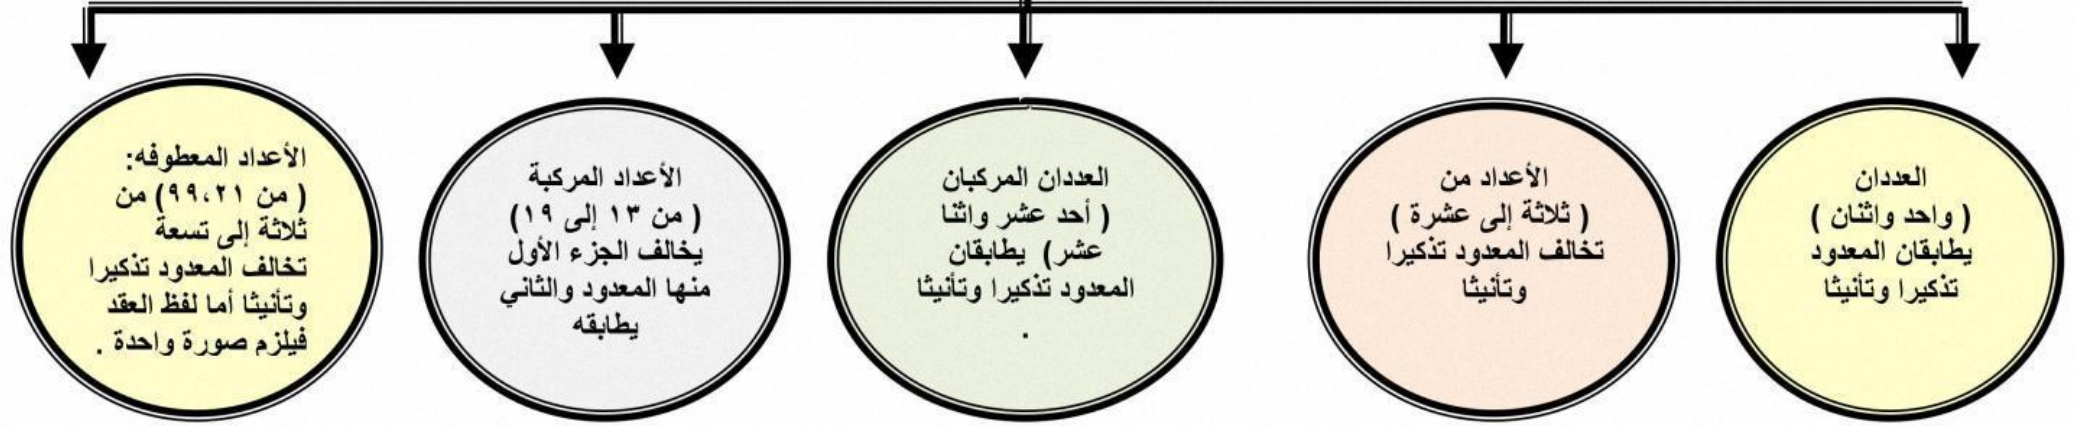 العددان
( واحد واثنان )
يطابقان المعدود
تذكيرا وتأنيثا
الأعداد من
( ثلاثة إلى عشرة )
تخالف المعدود تذكيرا
وتأنيثا
العددان المركبان
( أحد عشر واثنا
عشر) يطابقان
المعدود تذكيرا وتأنيثا
.
الأعداد المركبة
( من ١٣ إلى ١٩)
يخالف الجزء الأول
منها المعدود والثاني
يطابقه
الأعداد المعطوفه:
( من ٢١،٩٩) من
ثلاثة إلى تسعة
تخالف المعدود تذكيرا
وتأنيثا أما لفظ العقد
فيلزم صورة واحدة .